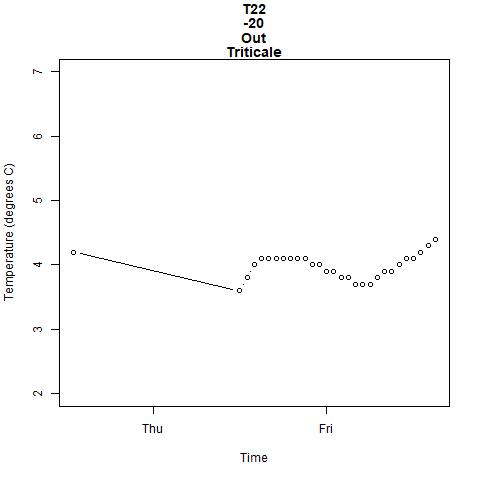 T22
-20
Out
Triticale
Temperature (degrees C)
7
6
5
4
3
2
Thu Fri
Time